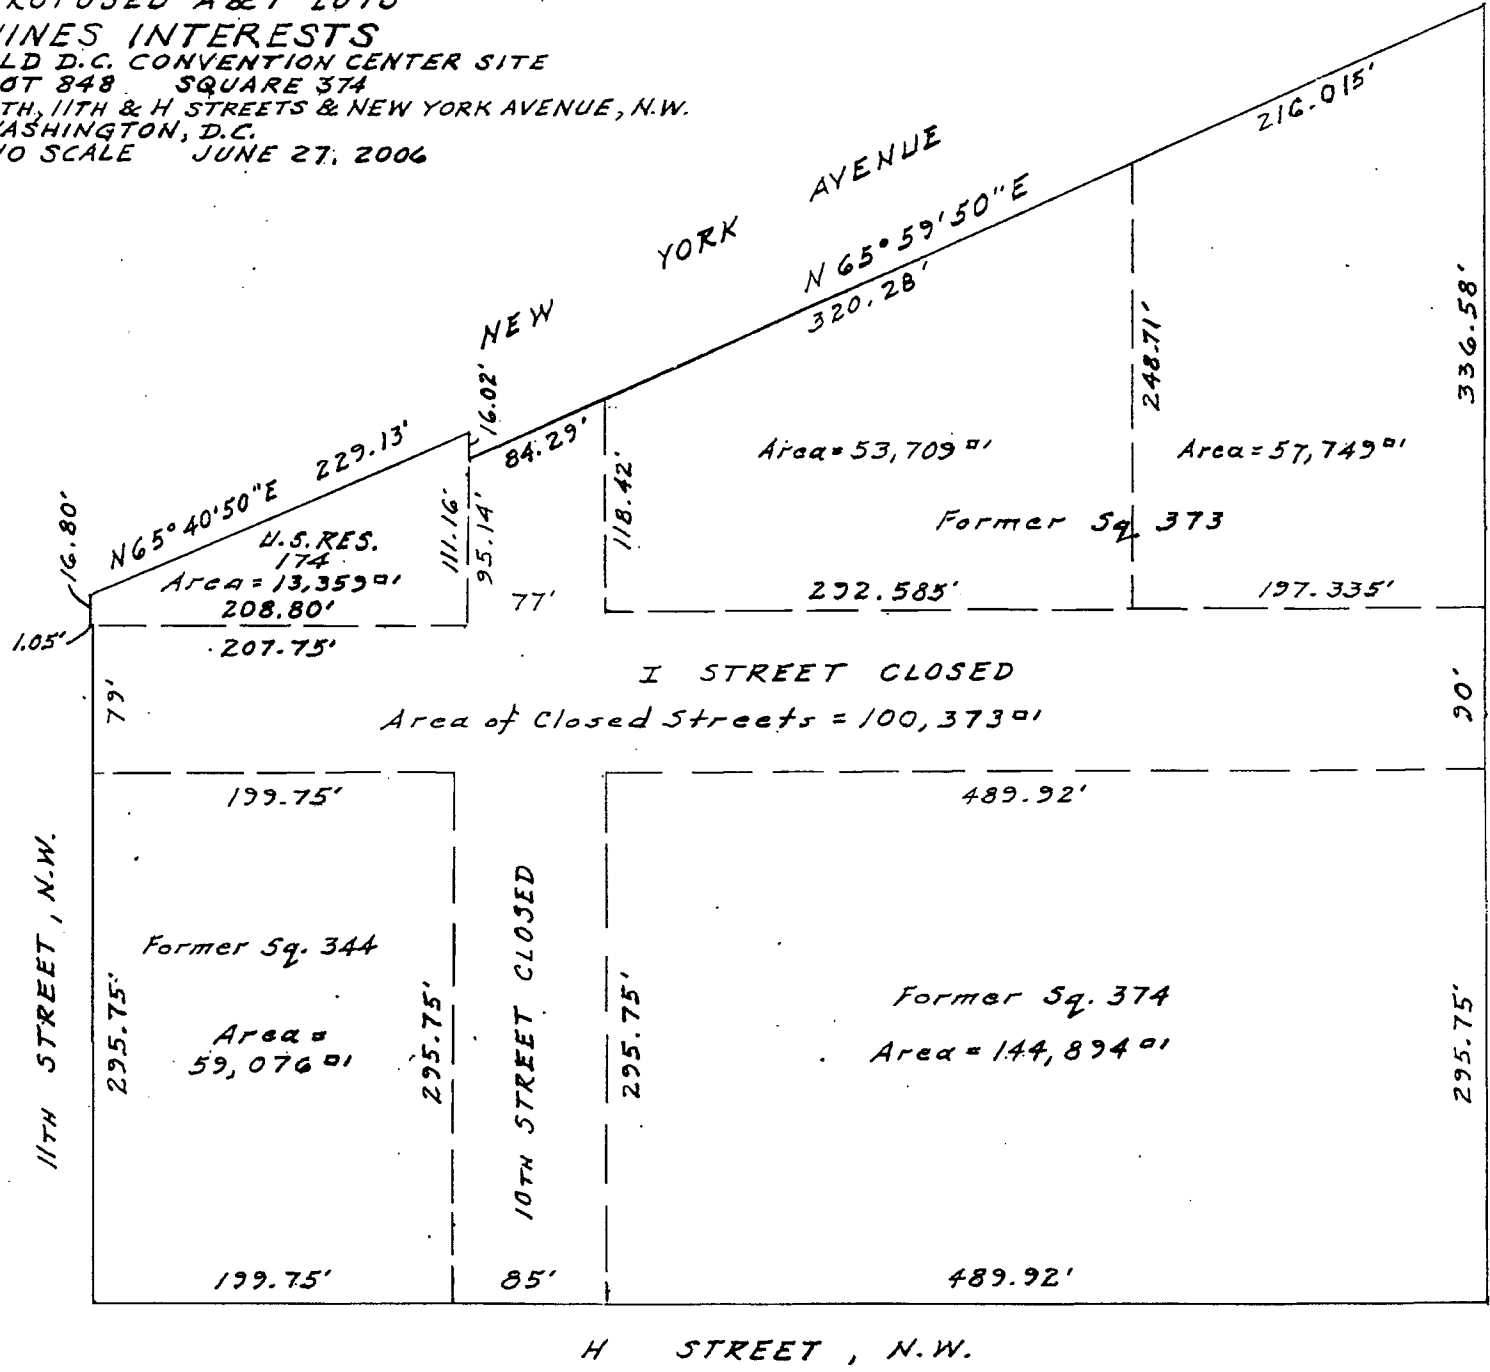 INTERESTS
D.C. CONVENTION CENTER SITE
848 SQUARE 374
11TH & H STREETS & NEW YORK AVENUE, N.W.
D.C.
SCALE JUNE 27, 2006
216.015'
NEW YORK AVENUE
N 65° 59' 50" E
320.28'
248.71'
336.58'
16.02'
84.29'
229.13'
N65° 40' 50" E
16.80'
1.05'
U.S. RES.
174
Area = 13,359 □'
208.80'
207.75'
111.16'
95.14'
77'
118.42'
Area = 53,709 □'
Area = 57,749 □'
Former Sq. 373
292.585'
197.335'
I STREET CLOSED
Area of Closed Streets = 100,373 □'
79'
90'
199.75'
489.92'
11TH STREET, N.W.
Former Sq. 344
Area =
59,076 □'
295.75'
295.75'
10TH STREET CLOSED
295.75'
Former Sq. 374
Area = 144,894 □'
295.75'
199.75'
85'
489.92'
H STREET, N.W.